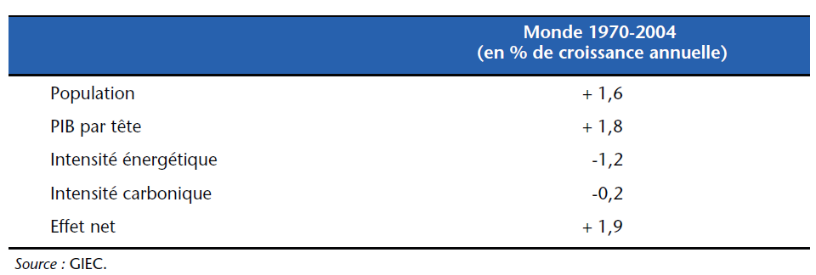 Monde 1970-2004
(en % de croissance annuelle)
Population + 1,6
PIB par tête + 1,8
Intensité énergétique -1,2
Intensité carbonique -0,2
Effet net + 1,9
Source : GIEC.